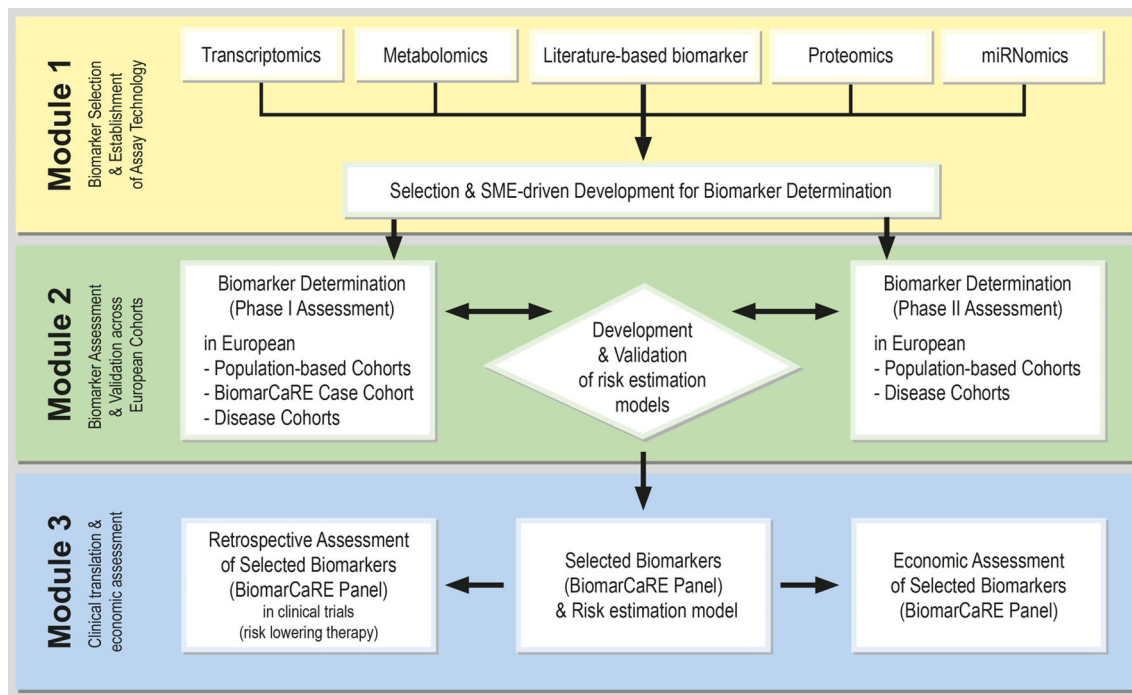 Module 1
Biomarker Selection
& Establishment
of Assay Technology
Transcriptomics
Metabolomics
Literature-based biomarker
Proteomics
miRNomics
Selection & SME-driven Development for Biomarker Determination
Module 2
Biomarker Assessment
& Validation across
European Cohorts
Biomarker Determination
(Phase I Assessment)
in European
- Population-based Cohorts
- BiomarCaRE Case Cohort
- Disease Cohorts
Development
& Validation
of risk estimation
models
Biomarker Determination
(Phase II Assessment)
in European
- Population-based Cohorts
- Disease Cohorts
Module 3
Clinical translation &
economic assessment
Retrospective Assessment
of Selected Biomarkers
(BiomarCaRE Panel)
in clinical trials
(risk lowering therapy)
Selected Biomarkers
(BiomarCaRE Panel)
& Risk estimation model
Economic Assessment
of Selected Biomarkers
(BiomarCaRE Panel)